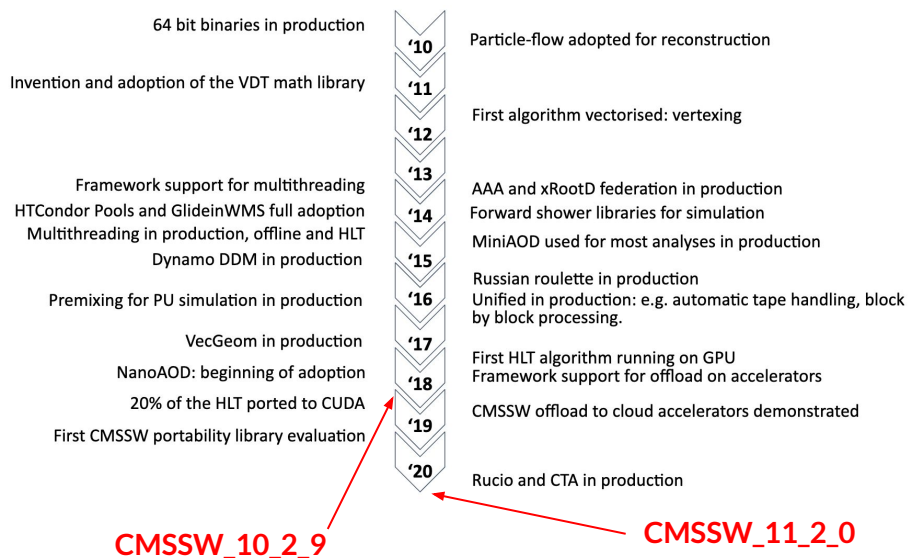 64 bit binaries in production
‘10
Particle-flow adopted for reconstruction
Invention and adoption of the VDT math library
‘11
First algorithm vectorised: vertexing
‘12
‘13
Framework support for multithreading
AAA and xRootD federation in production
HTCondor Pools and GlideinWMS full adoption
‘14
Forward shower libraries for simulation
Multithreading in production, offline and HLT
MiniAOD used for most analyses in production
Dynamo DDM in production
‘15
Russian roulette in production
Premixing for PU simulation in production
‘16
Unified in production: e.g. automatic tape handling, block
by block processing.
VecGeom in production
‘17
First HLT algorithm running on GPU
NanoAOD: beginning of adoption
‘18
Framework support for offload on accelerators
20% of the HLT ported to CUDA
CMSSW offload to cloud accelerators demonstrated
‘19
First CMSSW portability library evaluation
‘20
Rucio and CTA in production
CMSSW_10_2_9
CMSSW_11_2_0